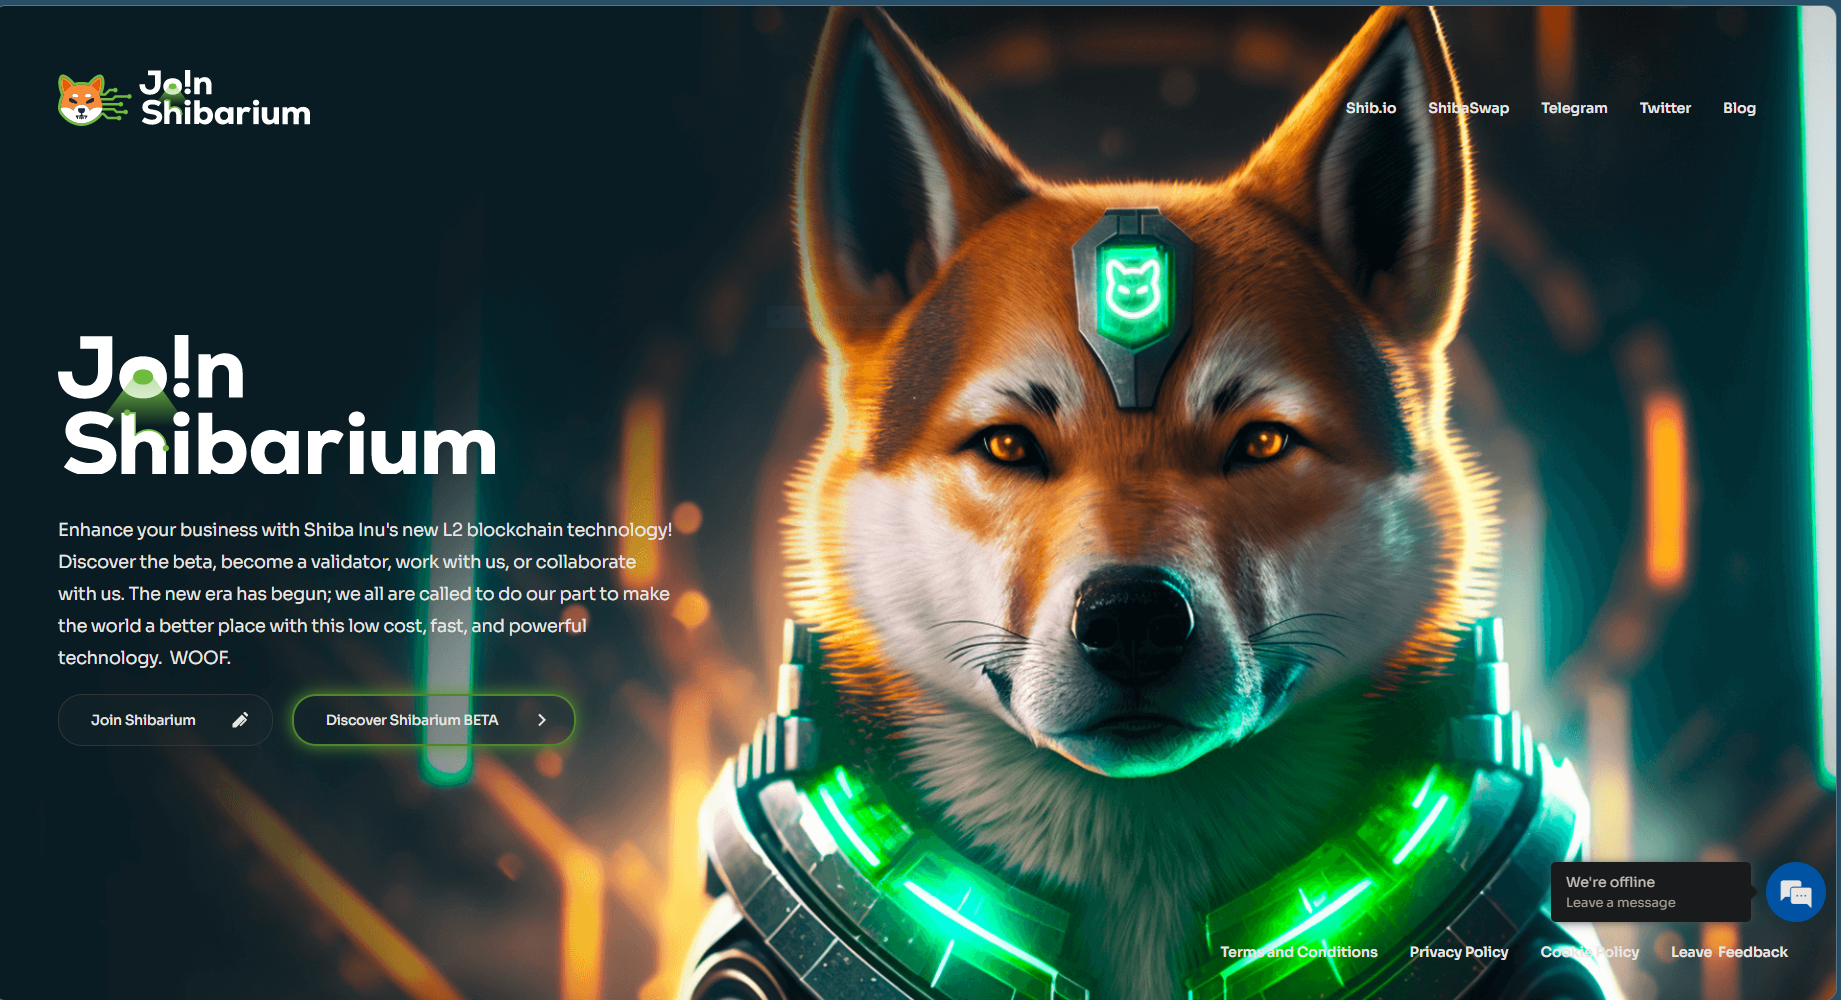 Jo!n
Shibarium
Shib.io ShibaSwap Telegram Twitter Blog
Jo!n
Shibarium
Enhance your business with Shiba Inu's new L2 blockchain technology!
Discover the beta, become a validator, work with us, or collaborate
with us. The new era has begun; we all are called to do our part to make
the world a better place with this low cost, fast, and powerful
technology.  WOOF.
Join Shibarium Discover Shibarium BETA
We're offline
Leave a message
Terms and Conditions Privacy Policy Cookie Policy Leave Feedback